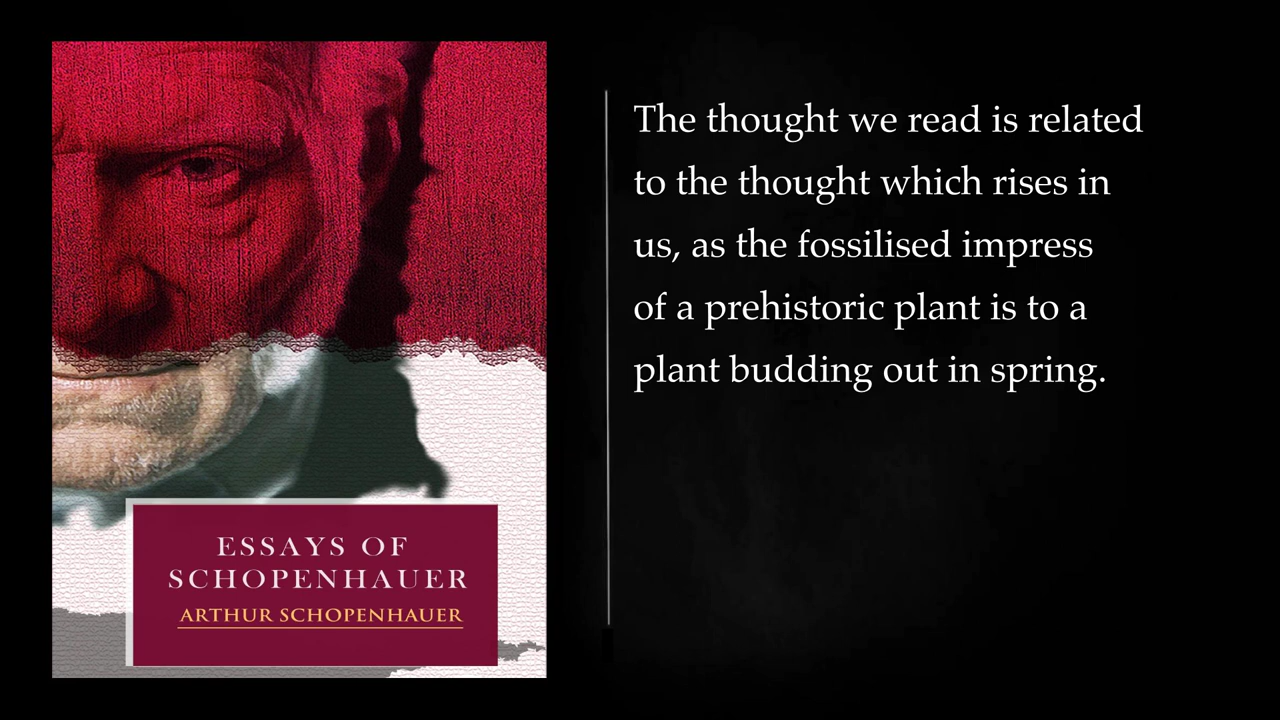 ESSAYS OF
SCHOPENHAUER
ARTHUR SCHOPENHAUER
The thought we read is related
to the thought which rises in
us, as the fossilised impress
of a prehistoric plant is to a
plant budding out in spring.